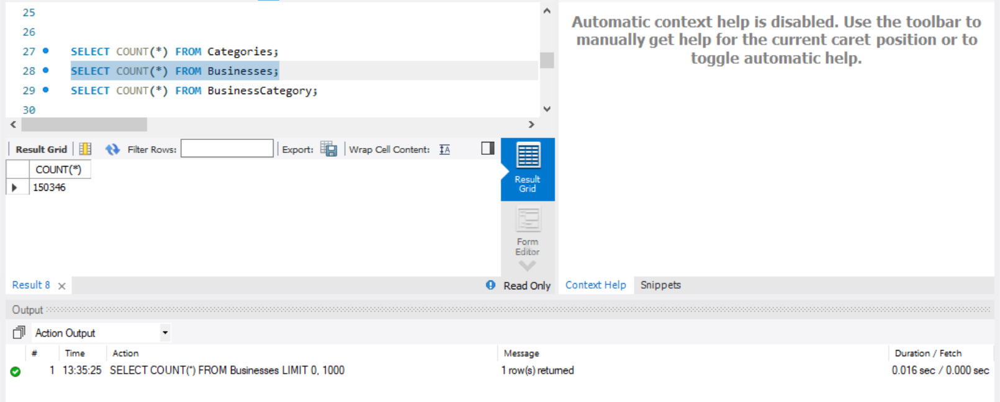 25
26
27 SELECT COUNT(*) FROM Categories;
28 SELECT COUNT(*) FROM Businesses;
29 SELECT COUNT(*) FROM BusinessCategory;
30
Automatic context help is disabled. Use the toolbar to
manually get help for the current caret position or to
toggle automatic help.
Result Grid Filter Rows: Export: Wrap Cell Content: IA
COUNT(*)
150346
Result
Grid
Form
Editor
Result 8 Read Only
Context Help Snippets
Output
Action Output
# Time Action Message Duration / Fetch
1 13:35:25 SELECT COUNT(*) FROM Businesses LIMIT 0, 1000 1 row(s) returned 0.016 sec / 0.000 sec